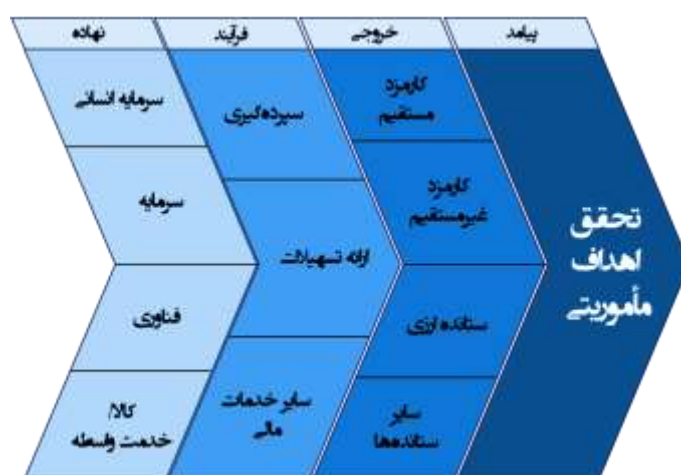 نهاده
فرآیند
خروجی
پیامد
سرمایه انسانی
سرمایه
فناوری
کالا/
خدمت واسطه
سپرده‌گیری
ارائه تسهیلات
سایر خدمات
مالی
کارمزد
مستقیم
کارمزد
غیرمستقیم
ستانده ارزی
سایر
ستانده‌ها
تحقق
اهداف
مأموریتی